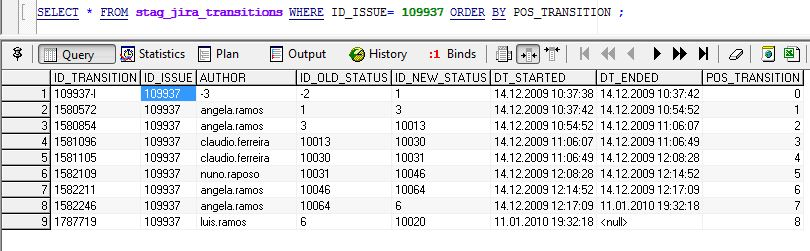 SELECT * FROM stag_jira_transitions WHERE ID_ISSUE= 109937 ORDER BY POS_TRANSITION ;
Query Statistics Plan Output History :1 Binds
ID_TRANSITION ID_ISSUE AUTHOR ID_OLD_STATUS ID_NEW_STATUS DT_STARTED DT_ENDED POS_TRANSITION
1 109937-I 109937 -3 -2 1 14.12.2009 10:37:38 14.12.2009 10:37:42 0
2 1580572 109937 angela.ramos 1 3 14.12.2009 10:37:42 14.12.2009 10:54:52 1
3 1580854 109937 angela.ramos 3 10013 14.12.2009 10:54:52 14.12.2009 11:06:07 2
4 1581096 109937 claudio.ferreira 10013 10030 14.12.2009 11:06:07 14.12.2009 11:06:49 3
5 1581105 109937 claudio.ferreira 10030 10031 14.12.2009 11:06:49 14.12.2009 12:08:28 4
6 1582109 109937 nuno.raposo 10031 10046 14.12.2009 12:08:28 14.12.2009 12:14:52 5
7 1582211 109937 angela.ramos 10046 10064 14.12.2009 12:14:52 14.12.2009 12:17:09 6
8 1582246 109937 angela.ramos 10064 6 14.12.2009 12:17:09 11.01.2010 19:32:18 7
9 1787719 109937 luis.ramos 6 10020 11.01.2010 19:32:18 <null> 8